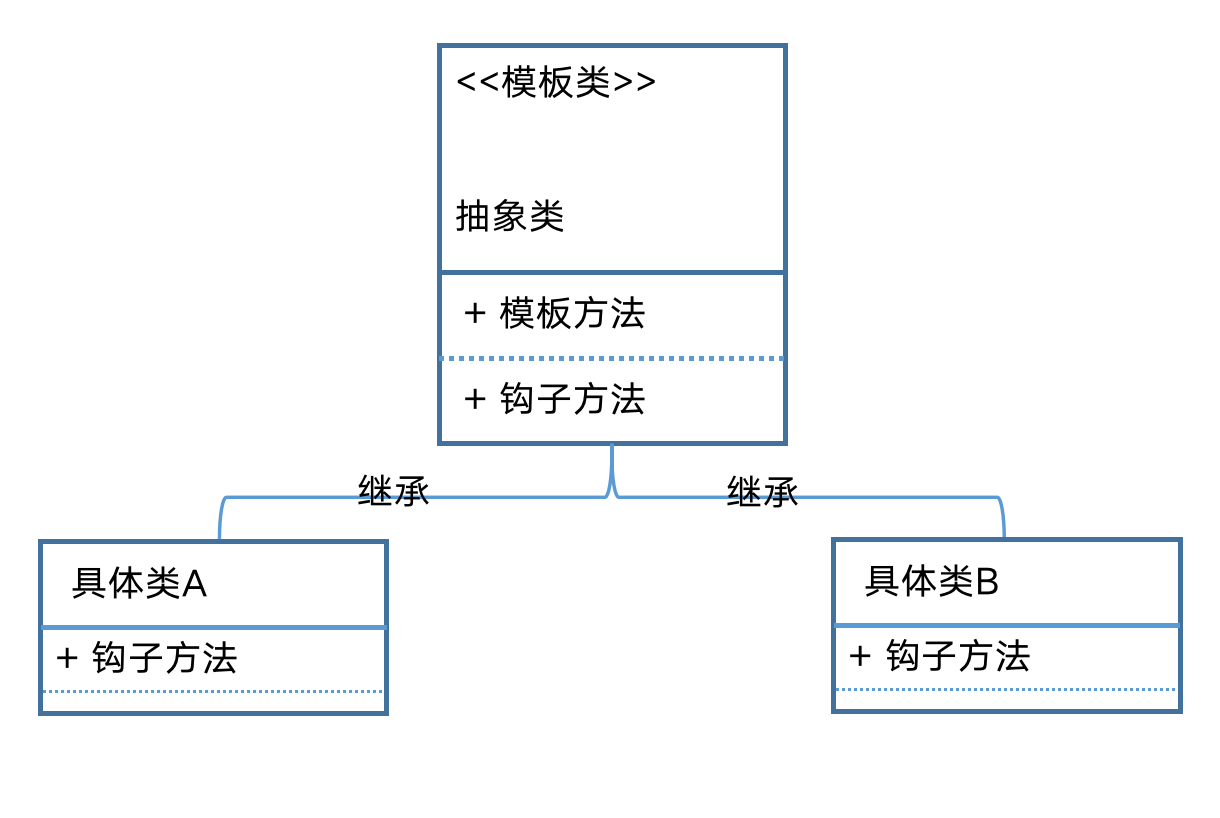 <<模板类>>
抽象类
+ 模板方法
+ 钩子方法
继承
继承
具体类A
+ 钩子方法
具体类B
+ 钩子方法